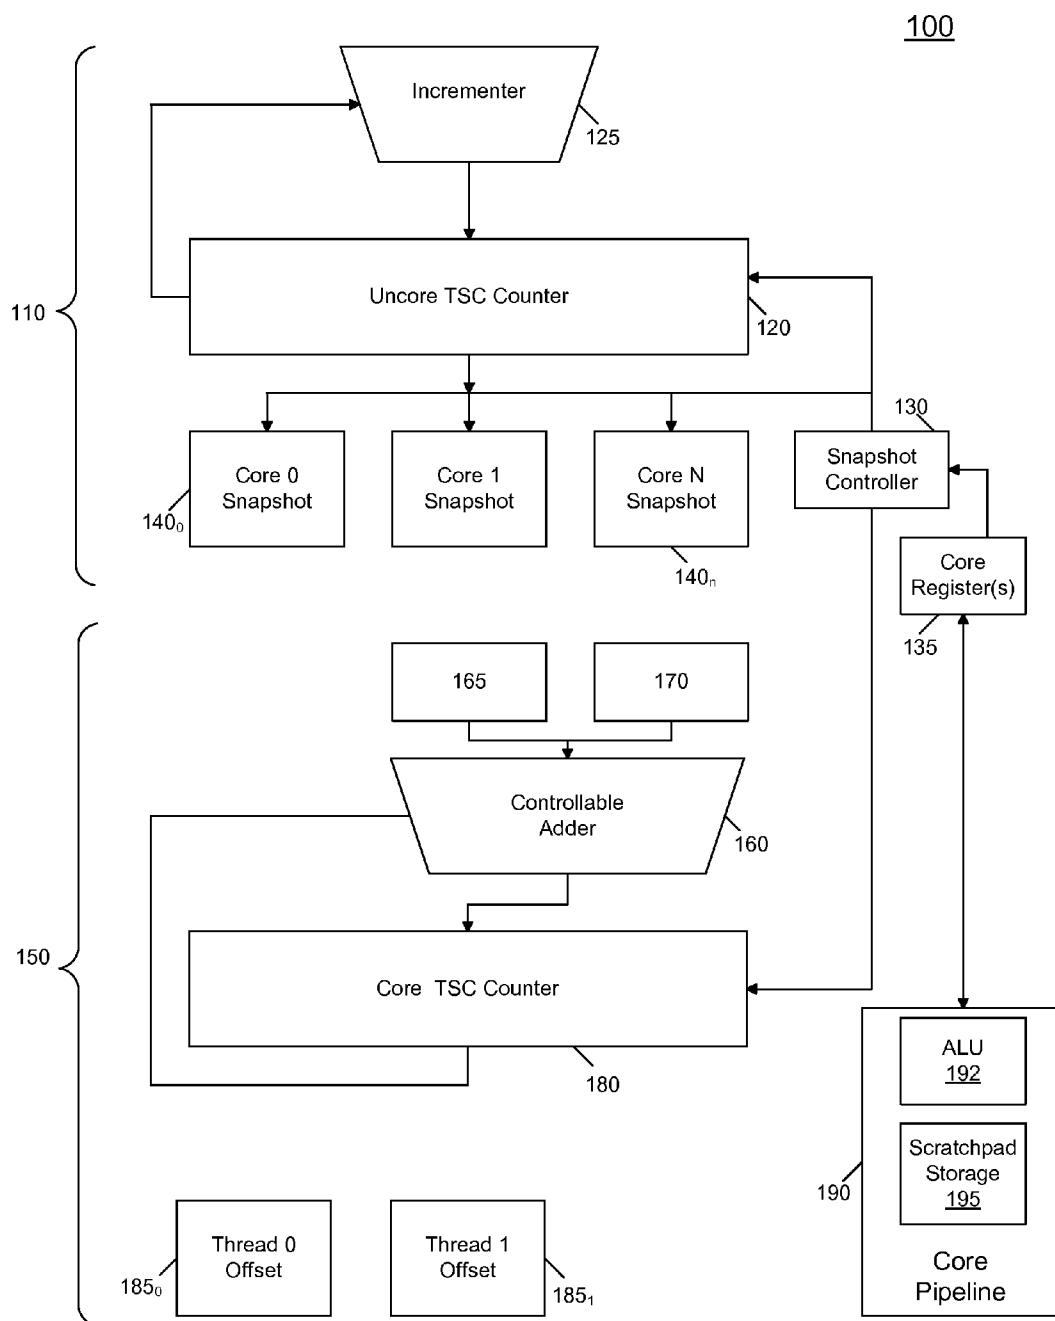 100
Incrementer
125
Uncore TSC Counter
120
110
130
Core 0
Snapshot
Core 1
Snapshot
Core N
Snapshot
Snapshot
Controller
140₀
140ₙ
Core
Register(s)
135
165
170
Controllable
Adder
160
150
Core TSC Counter
180
ALU
192
Scratchpad
Storage
195
190
Core
Pipeline
Thread 0
Offset
Thread 1
Offset
185₀
185₁